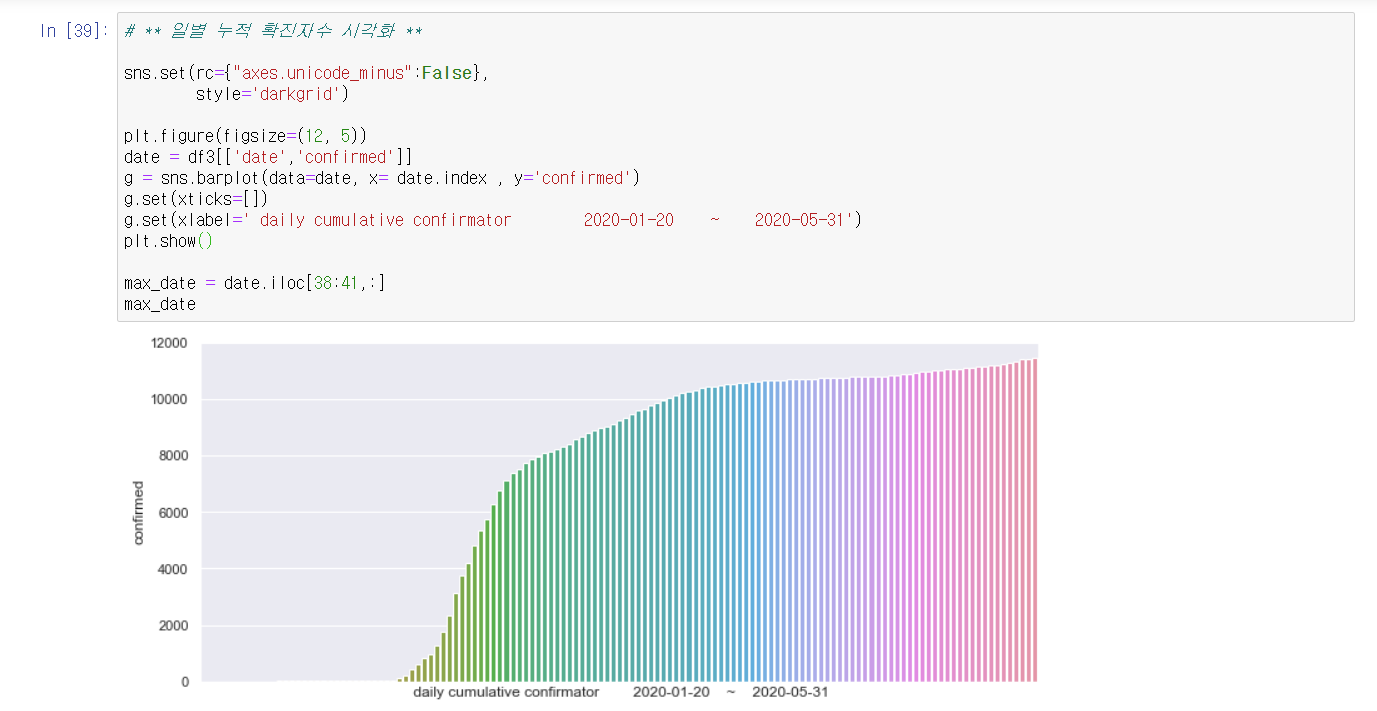 In [39]: # ** 일별 누적 확진자수 시각화 **
sns.set(rc={"axes.unicode_minus":False},
style='darkgrid')
plt.figure(figsize=(12, 5))
date = df3[['date','confirmed']]
g = sns.barplot(data=date, x= date.index , y='confirmed')
g.set(xticks=[])
g.set(xlabel=' daily cumulative confirmator        2020-01-20    ~    2020-05-31')
plt.show()
max_date = date.iloc[38:41,:]
max_date
12000
10000
8000
6000
4000
2000
0
confirmed
daily cumulative confirmator        2020-01-20    ~    2020-05-31